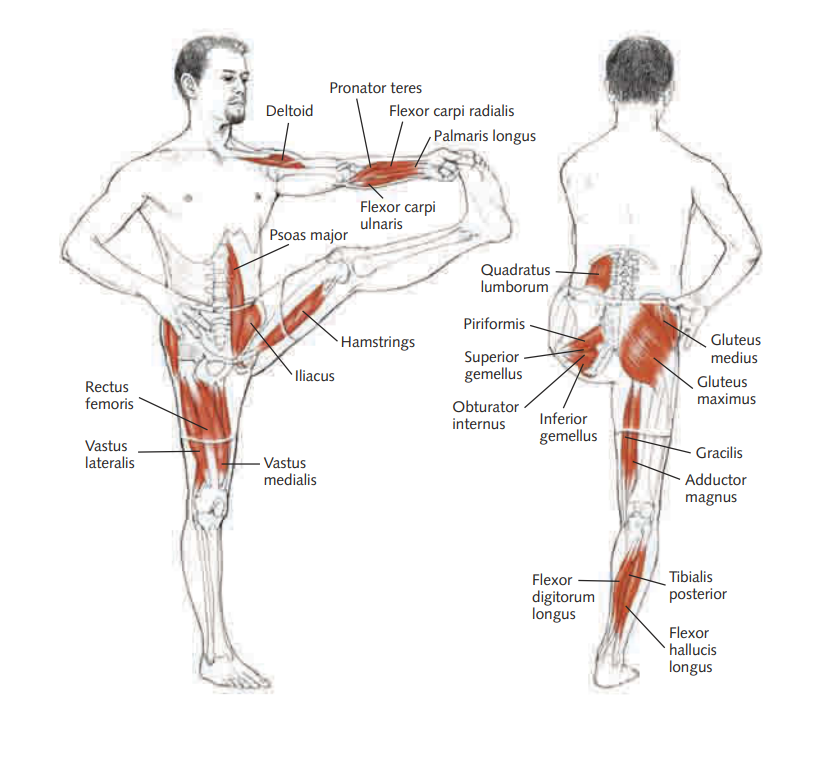 Pronator teres
Deltoid
Flexor carpi radialis
Palmaris longus
Flexor carpi
ulnaris
Psoas major
Hamstrings
Iliacus
Rectus
femoris
Vastus
lateralis
Vastus
medialis
Quadratus
lumborum
Piriformis
Superior
gemellus
Obturator
internus
Inferior
gemellus
Gluteus
medius
Gluteus
maximus
Gracilis
Adductor
magnus
Flexor
digitorum
longus
Tibialis
posterior
Flexor
hallucis
longus